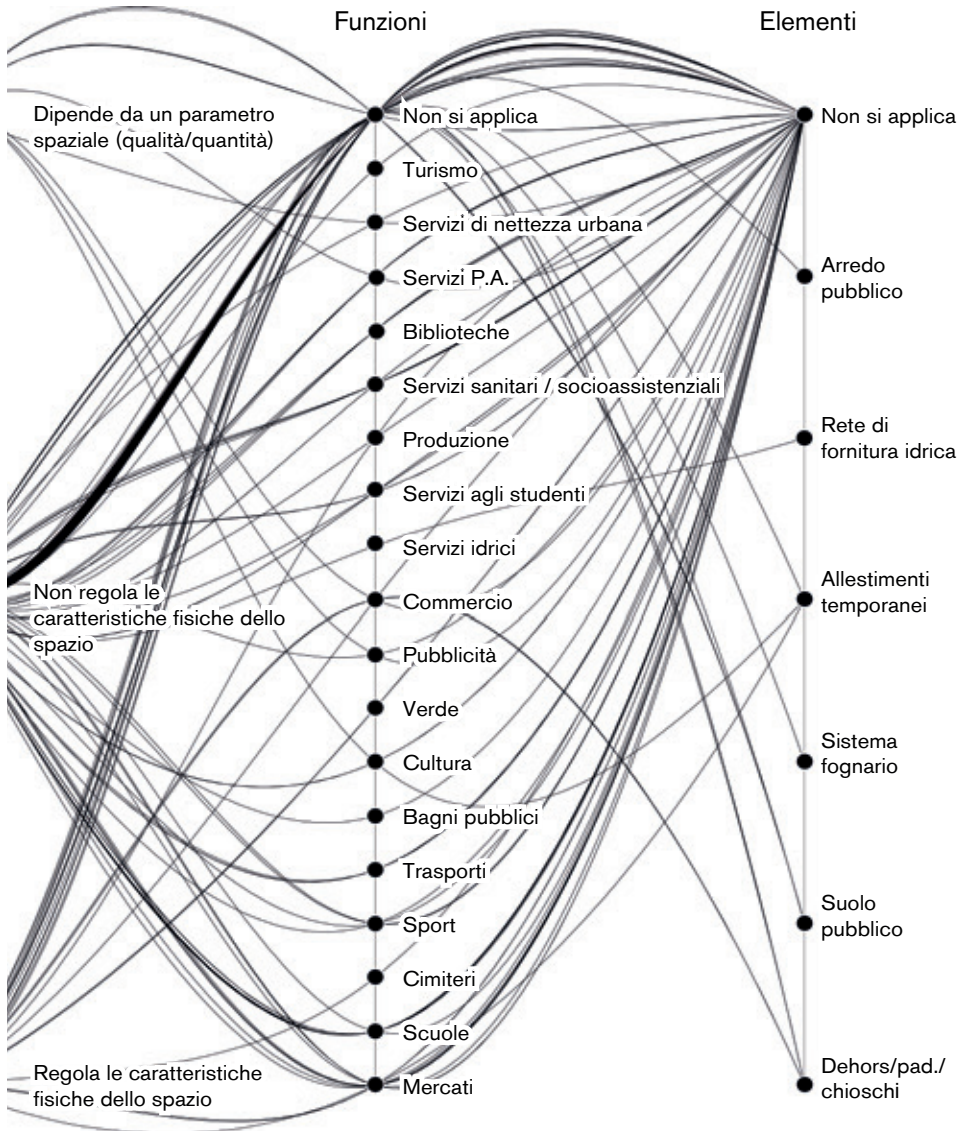 Funzioni
Elementi
Dipende da un parametro
spaziale (qualità/quantità)
Non regola le
caratteristiche fisiche dello
spazio
Regola le caratteristiche
fisiche dello spazio
Non si applica
Turismo
Servizi di nettezza urbana
Servizi P.A.
Biblioteche
Servizi sanitari / socioassistenziali
Produzione
Servizi agli studenti
Servizi idrici
Commercio
Pubblicità
Verde
Cultura
Bagni pubblici
Trasporti
Sport
Cimiteri
Scuole
Mercati
Non si applica
Arredo
pubblico
Rete di
fornitura idrica
Allestimenti
temporanei
Sistema
fognario
Suolo
pubblico
Dehors/pad./
chioschi